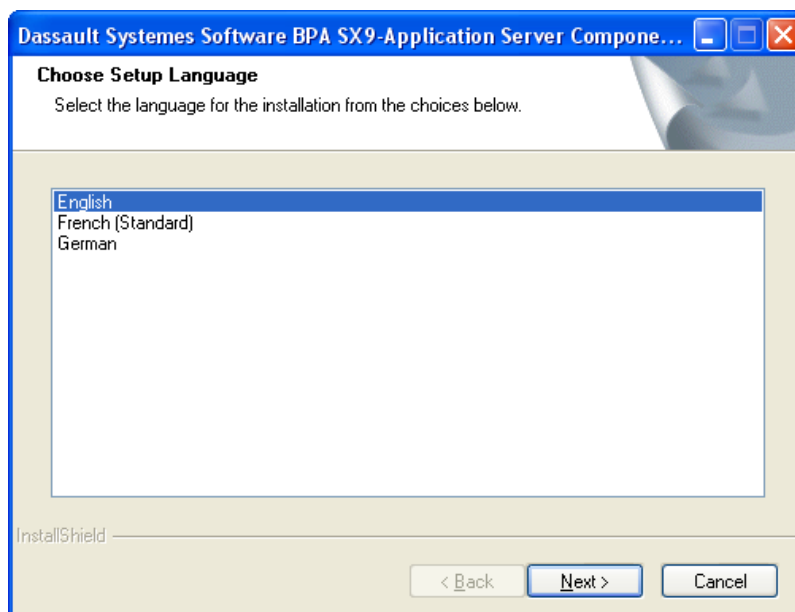 Dassault Systemes Software BPA SX9-Application Server Compone...
Choose Setup Language
Select the language for the installation from the choices below.
English
French (Standard)
German
InstallShield
< Back
Next >
Cancel